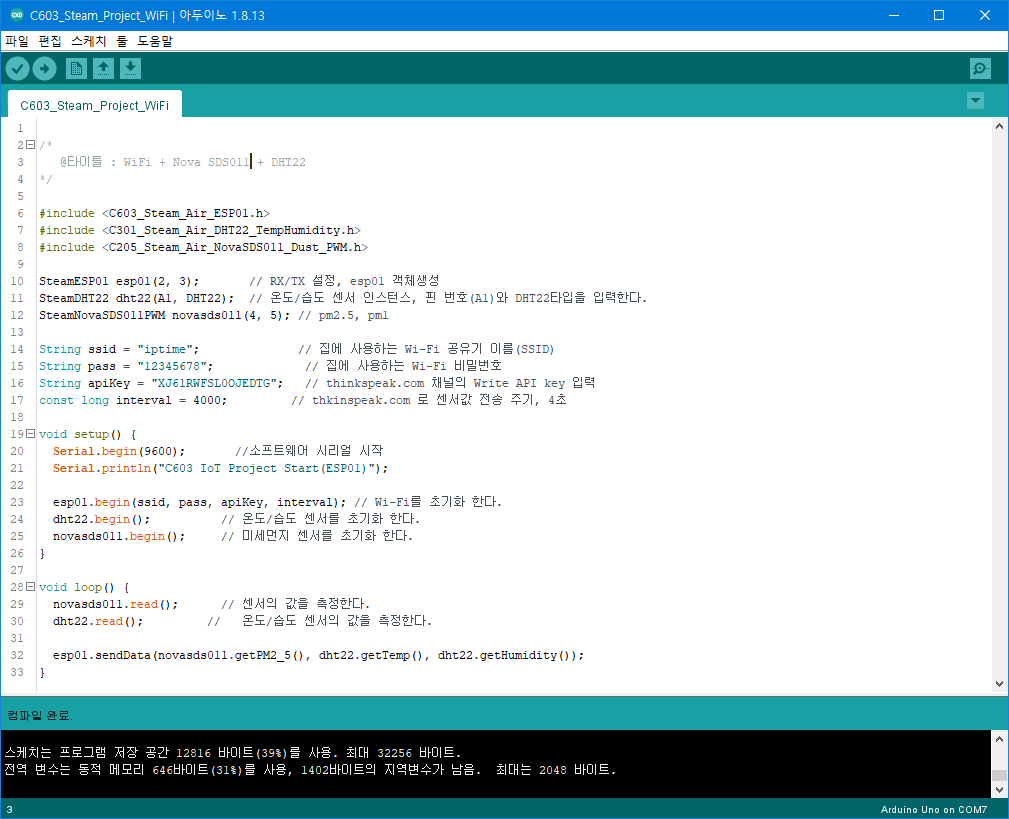 C603_Steam_Project_WiFi | 아두이노 1.8.13
파일 편집 스케치 툴 도움말
C603_Steam_Project_WiFi
1
2 /*
3 @타이틀 : WiFi + Nova SDS011 + DHT22
4 */
5
6 #include <C603_Steam_Air_ESP01.h>
7 #include <C301_Steam_Air_DHT22_TempHumidity.h>
8 #include <C205_Steam_Air_NovaSDS011_Dust_PWM.h>
9
10 SteamESP01 esp01(2, 3); // RX/TX 설정, esp01 객체생성
11 SteamDHT22 dht22(A1, DHT22); // 온도/습도 센서 인스턴스, 핀 번호(A1)와 DHT22타입을 입력한다.
12 SteamNovaSDS011PWM novasds011(4, 5); // pm2.5, pm1
13
14 String ssid = "iptime"; // 집에 사용하는 Wi-Fi 공유기 이름(SSID)
15 String pass = "12345678"; // 집에 사용하는 Wi-Fi 비밀번호
16 String apiKey = "XJ61RWFSL0OJEDTG"; // thinkspeak.com 채널의 Write API key 입력
17 const long interval = 4000; // thkinspeak.com 로 센서값 전송 주기, 4초
18
19 void setup() {
20 Serial.begin(9600); //소프트웨어 시리얼 시작
21 Serial.println("C603 IoT Project Start(ESP01)");
22
23 esp01.begin(ssid, pass, apiKey, interval); // Wi-Fi를 초기화 한다.
24 dht22.begin(); // 온도/습도 센서를 초기화 한다.
25 novasds011.begin(); // 미세먼지 센서를 초기화 한다.
26 }
27
28 void loop() {
29 novasds011.read(); // 센서의 값을 측정한다.
30 dht22.read(); // 온도/습도 센서의 값을 측정한다.
31
32 esp01.sendData(novasds011.getPM2_5(), dht22.getTemp(), dht22.getHumidity());
33 }
컴파일 완료.
스케치는 프로그램 저장 공간 12816 바이트(39%)를 사용. 최대 32256 바이트.
전역 변수는 동적 메모리 646바이트(31%)를 사용, 1402바이트의 지역변수가 남음.  최대는 2048 바이트.
3 Arduino Uno on COM7